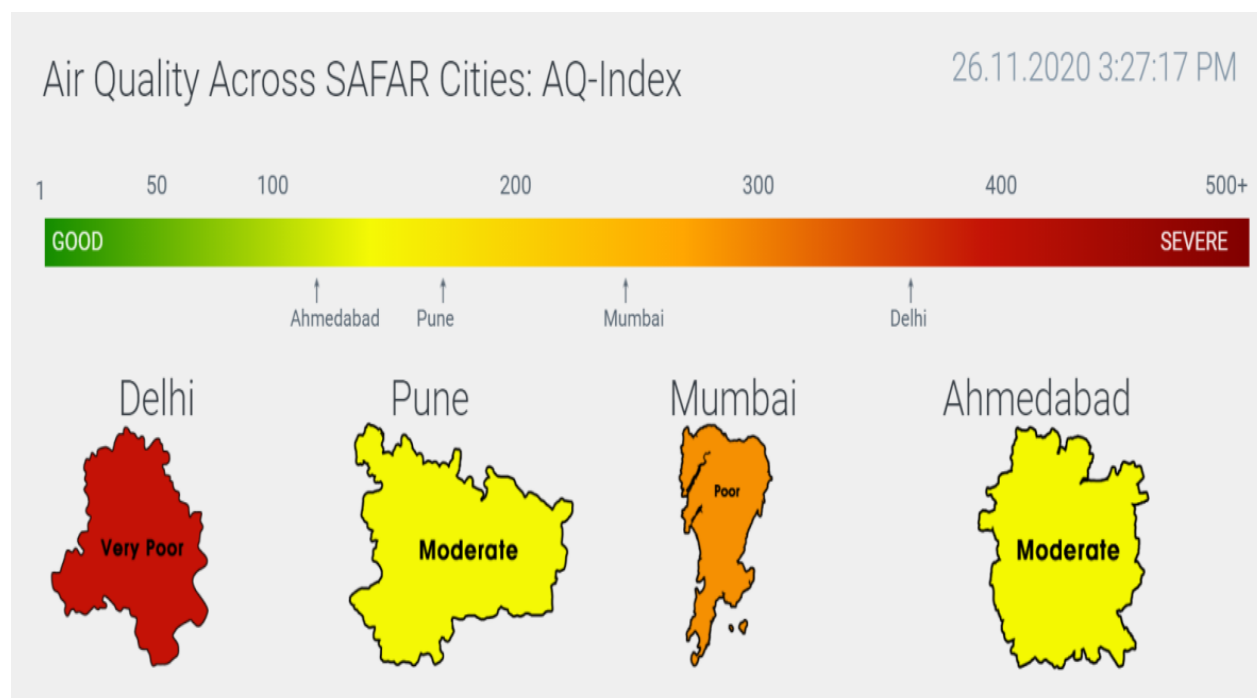 Air Quality Across SAFAR Cities: AQ-Index
26.11.2020 3:27:17 PM
1 50 100 200 300 400 500+
GOOD SEVERE
Ahmedabad Pune Mumbai Delhi
Delhi Pune Mumbai Ahmedabad
Very Poor Moderate Poor Moderate